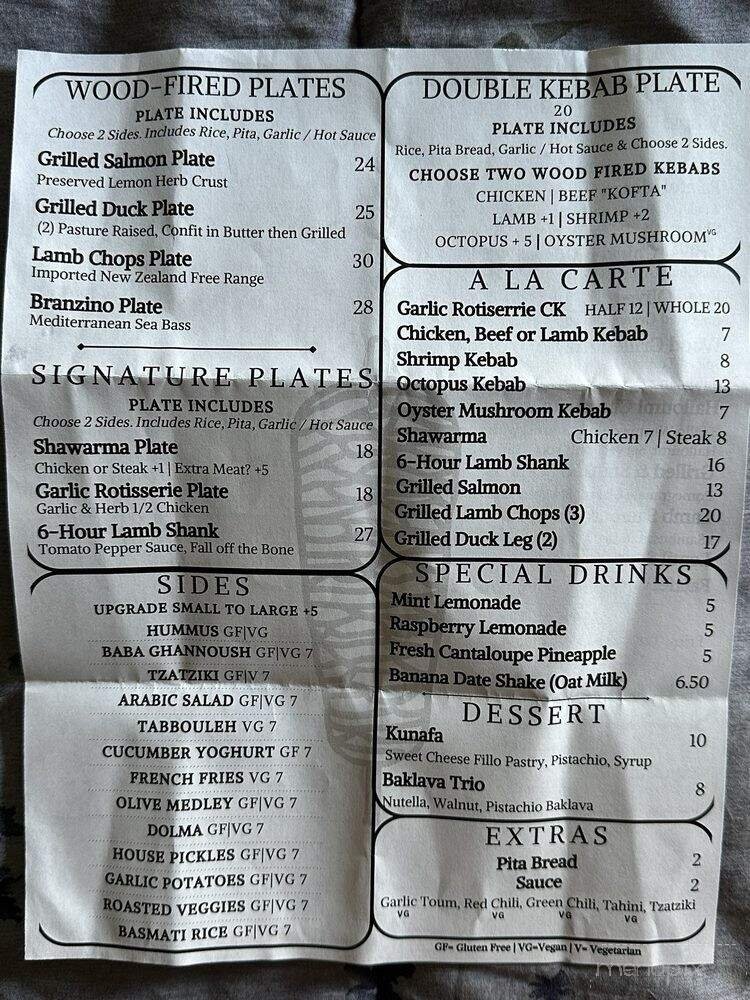 WOOD-FIRED PLATES
PLATE INCLUDES
Choose 2 Sides. Includes Rice, Pita, Garlic / Hot Sauce
Grilled Salmon Plate 24
Preserved Lemon Herb Crust
Grilled Duck Plate 25
(2) Pasture Raised, Confit in Butter then Grilled
Lamb Chops Plate 30
Imported New Zealand Free Range
Branzino Plate 28
Mediterranean Sea Bass
SIGNATURE PLATES
PLATE INCLUDES
Choose 2 Sides. Includes Rice, Pita, Garlic / Hot Sauce
Shawarma Plate 18
Chicken or Steak +1 | Extra Meat? +5
Garlic Rotisserie Plate 18
Garlic & Herb 1/2 Chicken
6-Hour Lamb Shank 27
Tomato Pepper Sauce, Fall off the Bone
SIDES
UPGRADE SMALL TO LARGE +5
HUMMUS GF|VG
BABA GHANNOUSH GF|VG 7
TZATZIKI GF|V 7
ARABIC SALAD GF|VG 7
TABBOULEH VG 7
CUCUMBER YOGHURT GF 7
FRENCH FRIES VG 7
OLIVE MEDLEY GF|VG 7
DOLMA GF|VG 7
HOUSE PICKLES GF|VG 7
GARLIC POTATOES GF|VG 7
ROASTED VEGGIES GF|VG 7
BASMATI RICE GF|VG 7
DOUBLE KEBAB PLATE
20
PLATE INCLUDES
Rice, Pita Bread, Garlic / Hot Sauce & Choose 2 Sides.
CHOOSE TWO WOOD FIRED KEBABS
CHICKEN | BEEF "KOFTA"
LAMB +1 | SHRIMP +2
OCTOPUS + 5 | OYSTER MUSHROOM VG
A LA CARTE
Garlic Rotiserrie CK HALF 12 | WHOLE 20
Chicken, Beef or Lamb Kebab 7
Shrimp Kebab 8
Octopus Kebab 13
Oyster Mushroom Kebab 7
Shawarma Chicken 7 | Steak 8
6-Hour Lamb Shank 16
Grilled Salmon 13
Grilled Lamb Chops (3) 20
Grilled Duck Leg (2) 17
SPECIAL DRINKS
Mint Lemonade 5
Raspberry Lemonade 5
Fresh Cantaloupe Pineapple 5
Banana Date Shake (Oat Milk) 6.50
DESSERT
Kunafa 10
Sweet Cheese Fillo Pastry, Pistachio, Syrup
Baklava Trio 8
Nutella, Walnut, Pistachio Baklava
EXTRAS
Pita Bread 2
Sauce 2
Garlic Toum, Red Chili, Green Chili, Tahini, Tzatziki
VG VG VG VG
GF= Gluten Free | VG=Vegan | V= Vegetarian